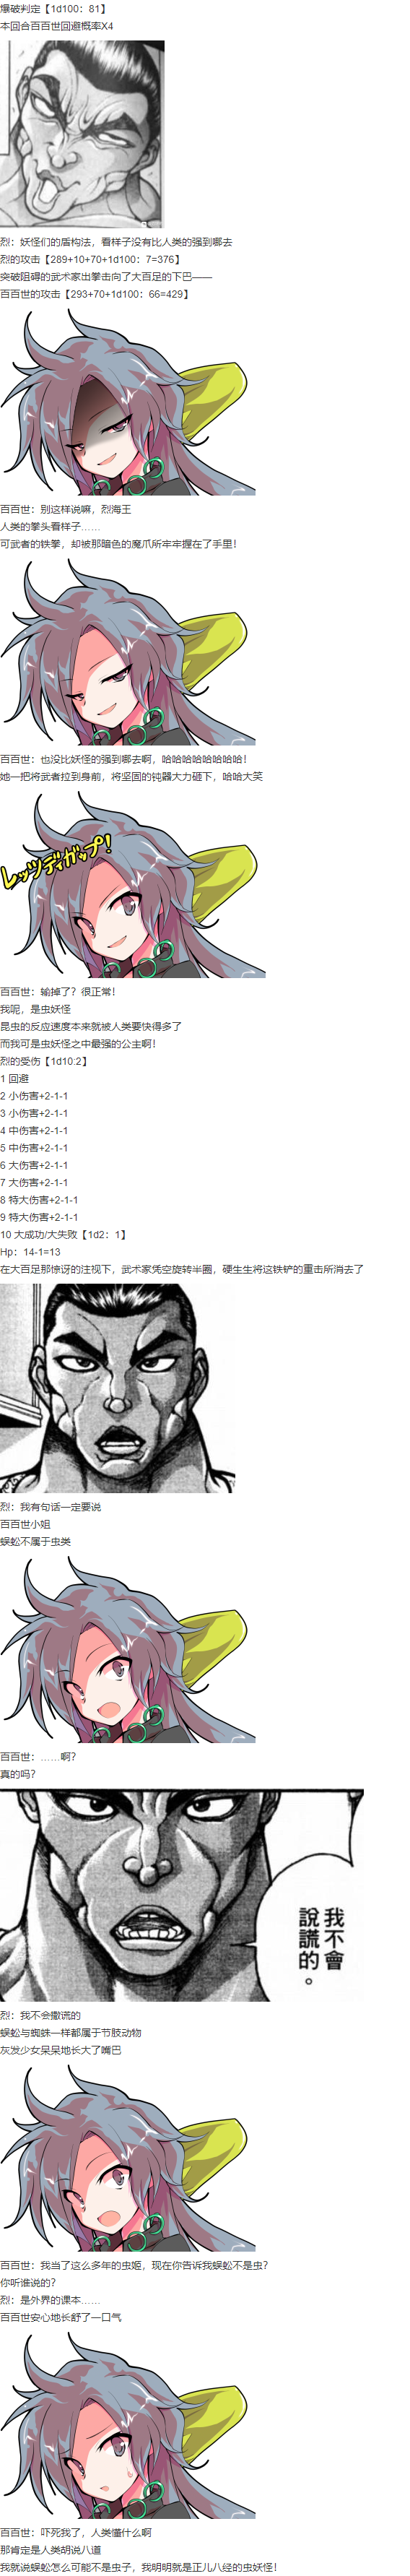 爆破判定【1d100：81】
本回合百百世回避概率X4
烈：妖怪们的盾构法，看样子没有比人类的强到哪去
烈的攻击【289+10+70+1d100：7=376】
突破阻碍的武术家出拳击向了大百足的下巴——
百百世的攻击【293+70+1d100：66=429】
百百世：别这样说嘛，烈海王
人类的拳头看样子……
可武者的铁拳，却被那暗色的魔爪所牢牢握在了手里！
百百世：也没比妖怪的强到哪去啊，哈哈哈哈哈哈哈哈！
她一把将武者拉到身前，将坚固的钝器大力砸下，哈哈大笑
レッツディガップ！
百百世：输掉了？很正常！
我呢，是虫妖怪
昆虫的反应速度本来就被人类要快得多了
而我可是虫妖怪之中最强的公主啊！
烈的受伤【1d10:2】
1 回避
2 小伤害+2-1-1
3 小伤害+2-1-1
4 中伤害+2-1-1
5 中伤害+2-1-1
6 大伤害+2-1-1
7 大伤害+2-1-1
8 特大伤害+2-1-1
9 特大伤害+2-1-1
10 大成功/大失败【1d2：1】
Hp：14-1=13
在大百足那惊讶的注视下，武术家凭空旋转半圈，硬生生将这铁铲的重击所消去了
烈：我有句话一定要说
百百世小姐
蜈蚣不属于虫类
百百世：……啊？
真的吗？
我不會
說謊的。
烈：我不会撒谎的
蜈蚣与蜘蛛一样都属于节肢动物
灰发少女呆呆地长大了嘴巴
百百世：我当了这么多年的虫姬，现在你告诉我蜈蚣不是虫？
你听谁说的？
烈：是外界的课本……
百百世安心地长舒了一口气
百百世：吓死我了，人类懂什么啊
那肯定是人类胡说八道
我就说蜈蚣怎么可能不是虫子，我明明就是正儿八经的虫妖怪！